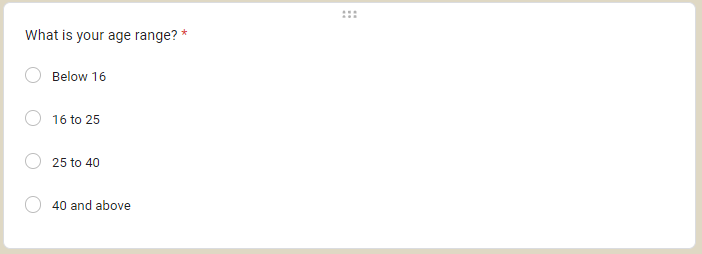 What is your age range? *
Below 16
16 to 25
25 to 40
40 and above